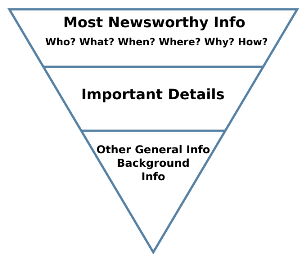 Most Newsworthy Info
Who? What? When? Where? Why? How?
Important Details
Other General Info
Background
Info